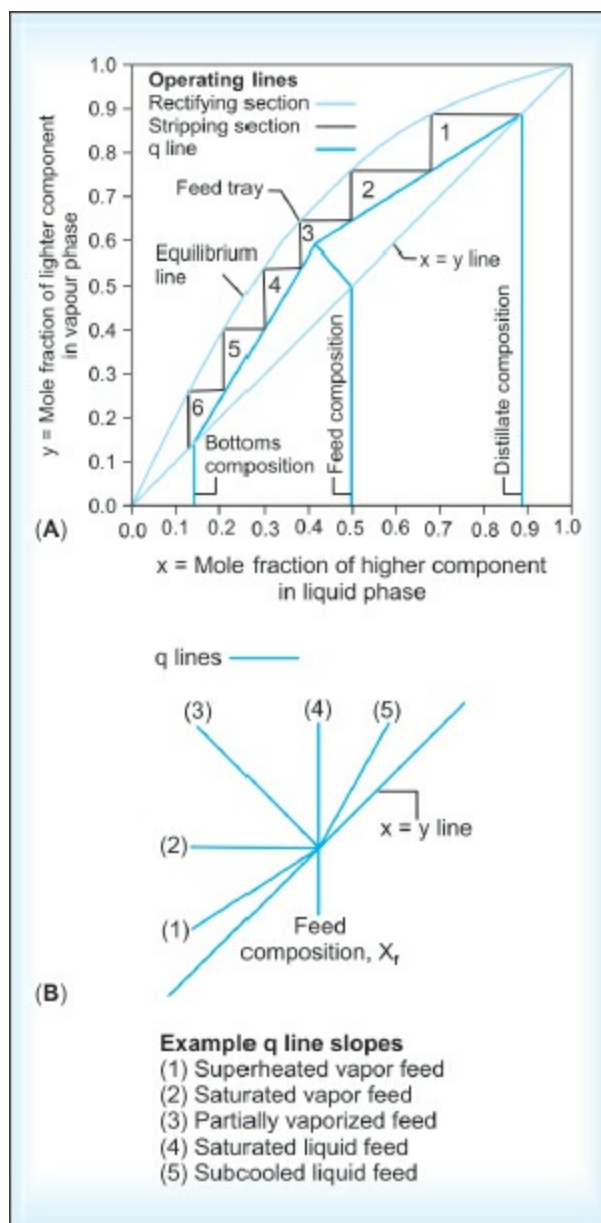 1.0
0.9
0.8
0.7
0.6
0.5
0.4
0.3
0.2
0.1
0.0
y = Mole fraction of lighter component
in vapour phase
Operating lines
Rectifying section
Stripping section
q line
Feed tray
Equilibrium
line
1
2
3
4
5
6
x = y line
Bottoms
composition
Feed composition
Distillate composition
(A)
0.0 0.1 0.2 0.3 0.4 0.5 0.6 0.7 0.8 0.9 1.0
x = Mole fraction of higher component
in liquid phase
q lines
(3) (4) (5)
x = y line
(2)
(1)
Feed
composition, Xf
(B)
Example q line slopes
(1) Superheated vapor feed
(2) Saturated vapor feed
(3) Partially vaporized feed
(4) Saturated liquid feed
(5) Subcooled liquid feed